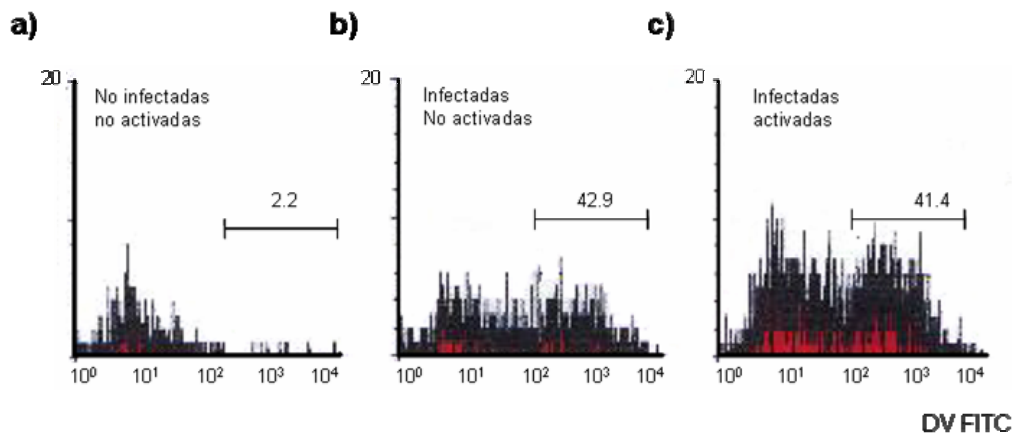 a)
20
No infectadas
no activadas
2.2
10⁰ 10¹ 10² 10³ 10⁴
b)
20
Infectadas
No activadas
42.9
10⁰ 10¹ 10² 10³ 10⁴
c)
20
Infectadas
activadas
41.4
10⁰ 10¹ 10² 10³ 10⁴
DV FITC